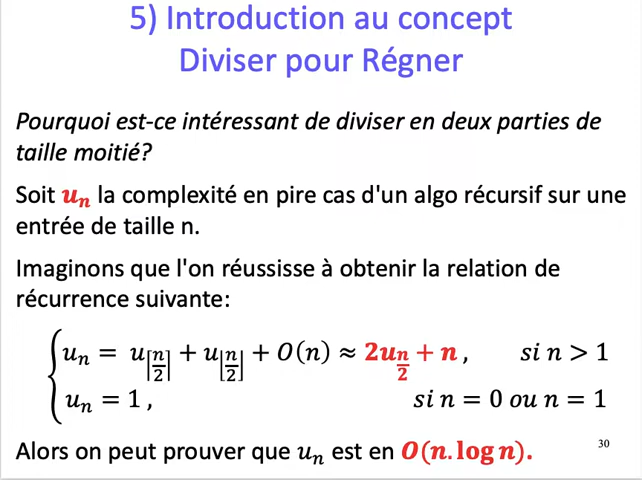 5) Introduction au concept
Diviser pour Régner
Pourquoi est-ce intéressant de diviser en deux parties de
taille moitié?
Soit uₙ la complexité en pire cas d'un algo récursif sur une
entrée de taille n.
Imaginons que l'on réussisse à obtenir la relation de
récurrence suivante:
uₙ = u_⌈n/2⌉ + u_⌊n/2⌋ + O(n) ≈ 2u_n/2 + n , si n > 1
uₙ = 1 , si n = 0 ou n = 1
Alors on peut prouver que uₙ est en O(n.log n).
30